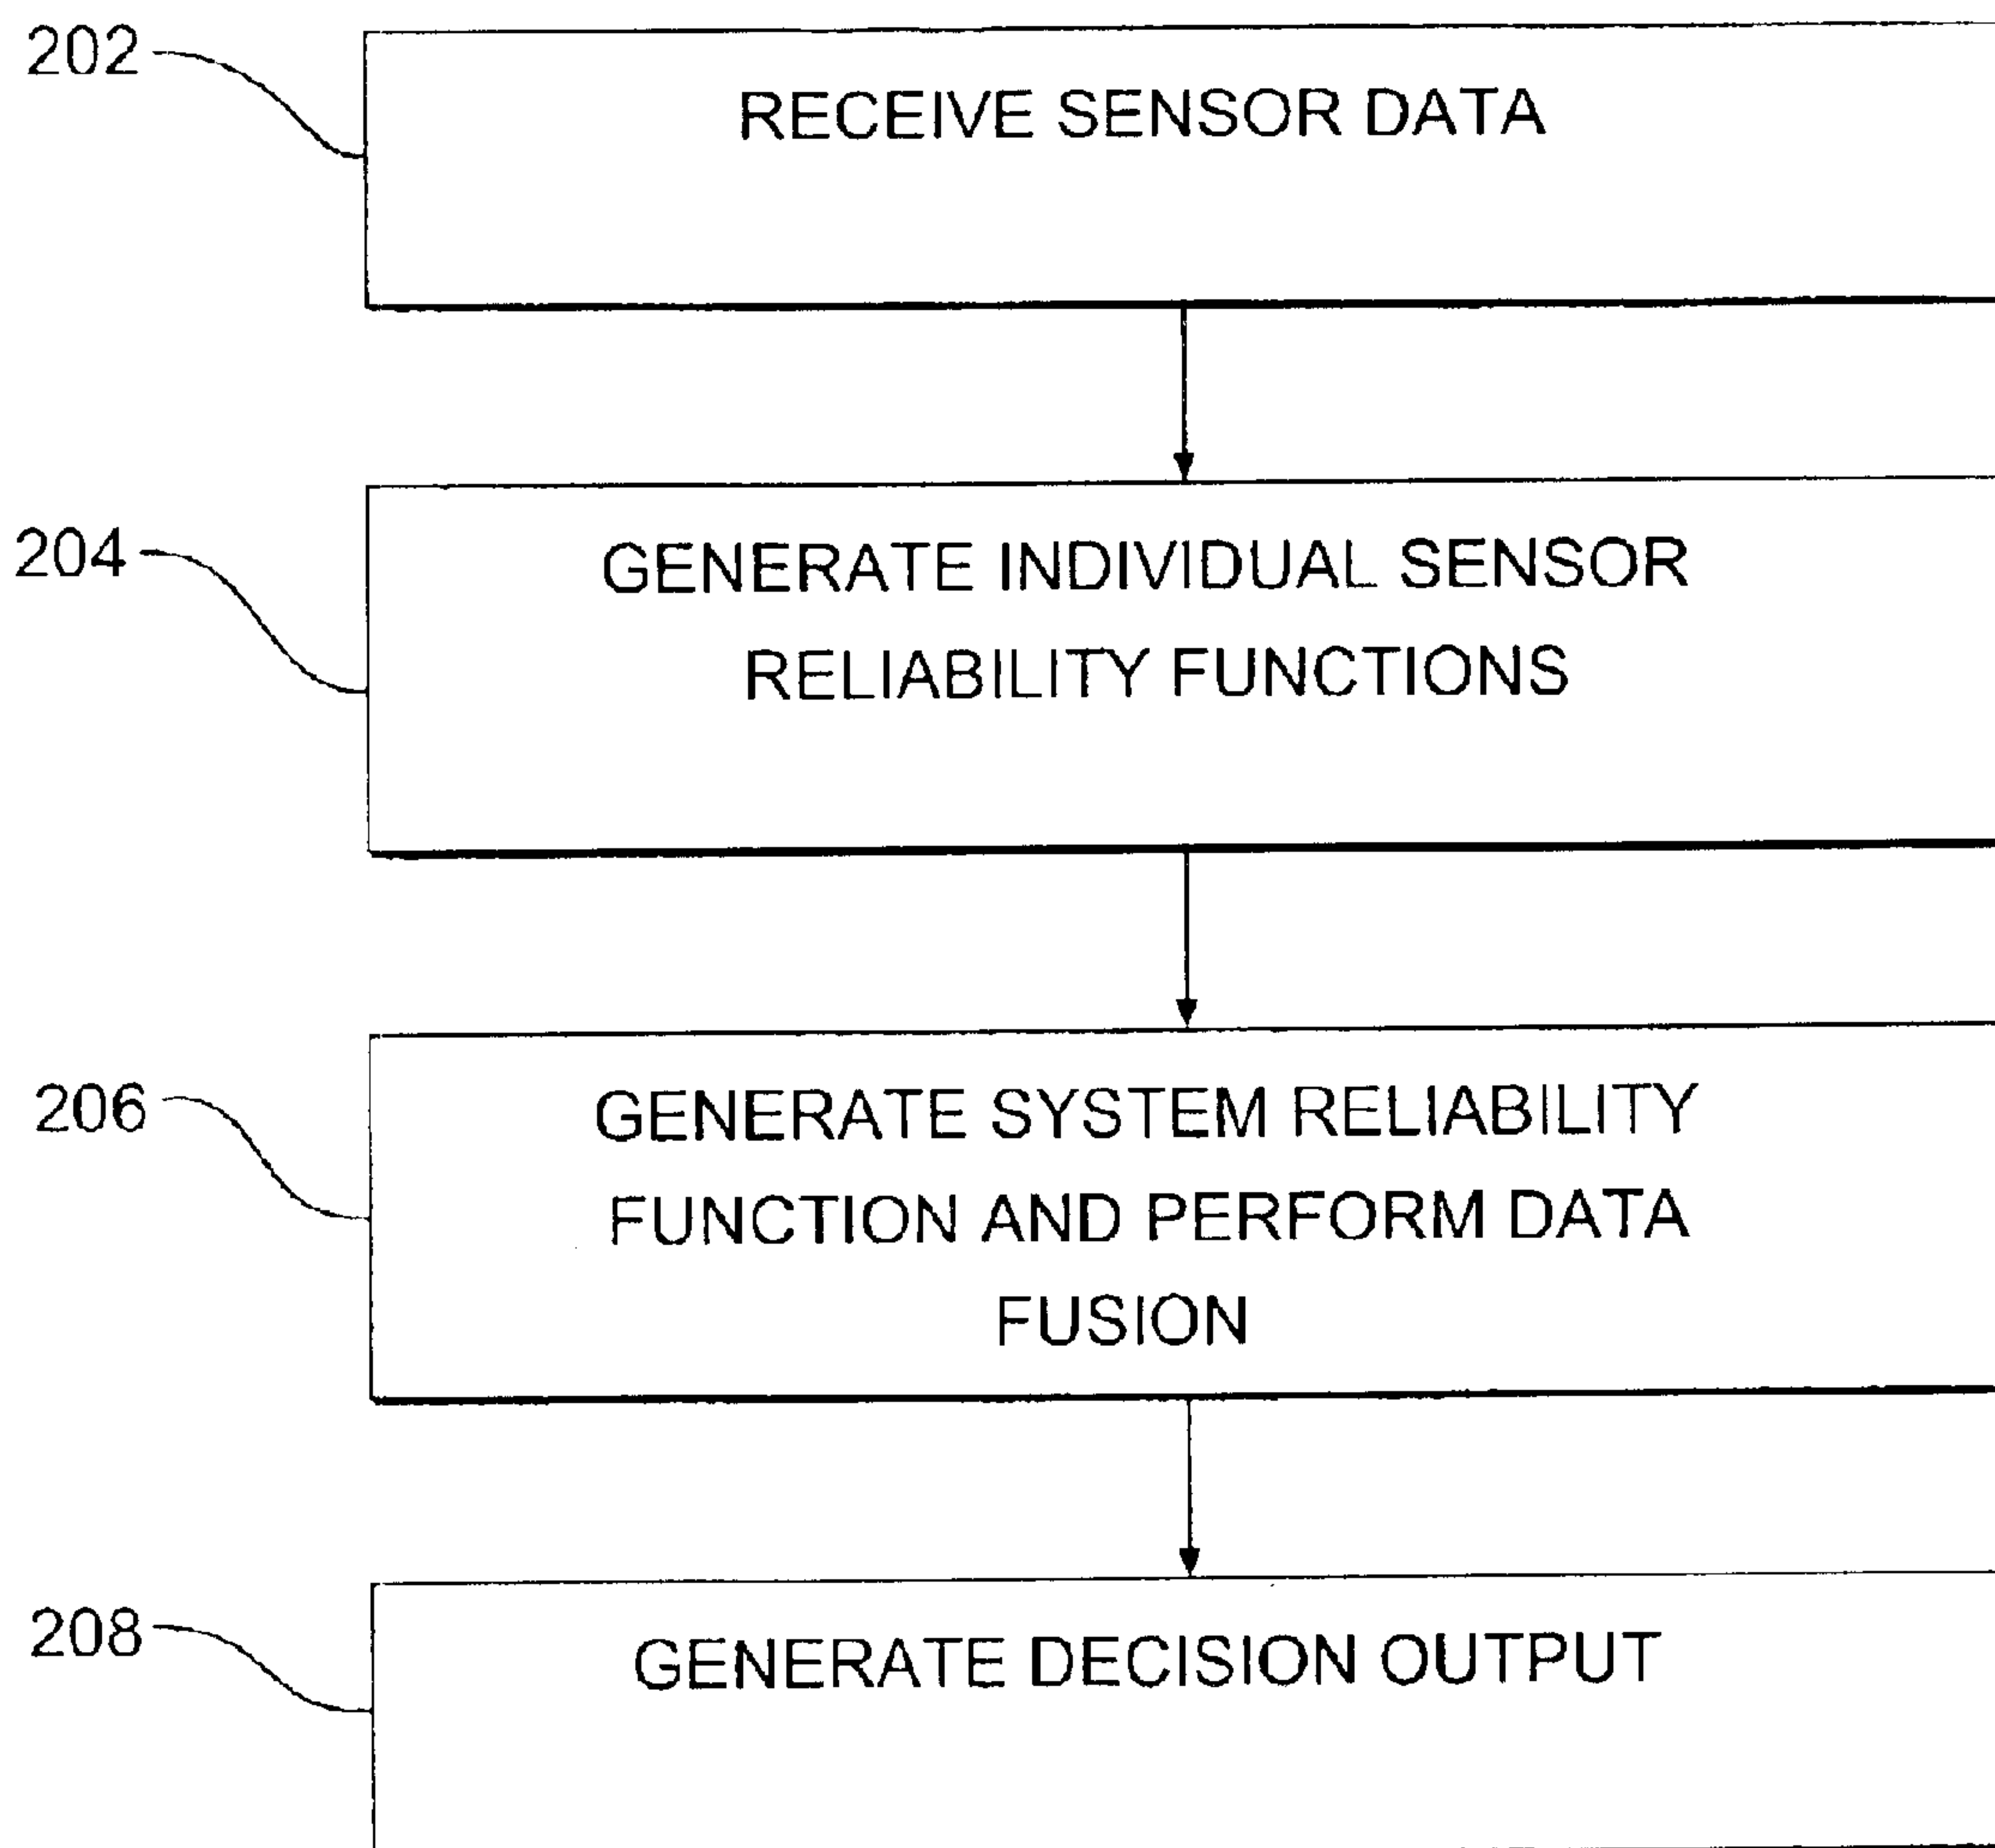 202
RECEIVE SENSOR DATA
204
GENERATE INDIVIDUAL SENSOR
RELIABILITY FUNCTIONS
206
GENERATE SYSTEM RELIABILITY
FUNCTION AND PERFORM DATA
FUSION
208
GENERATE DECISION OUTPUT